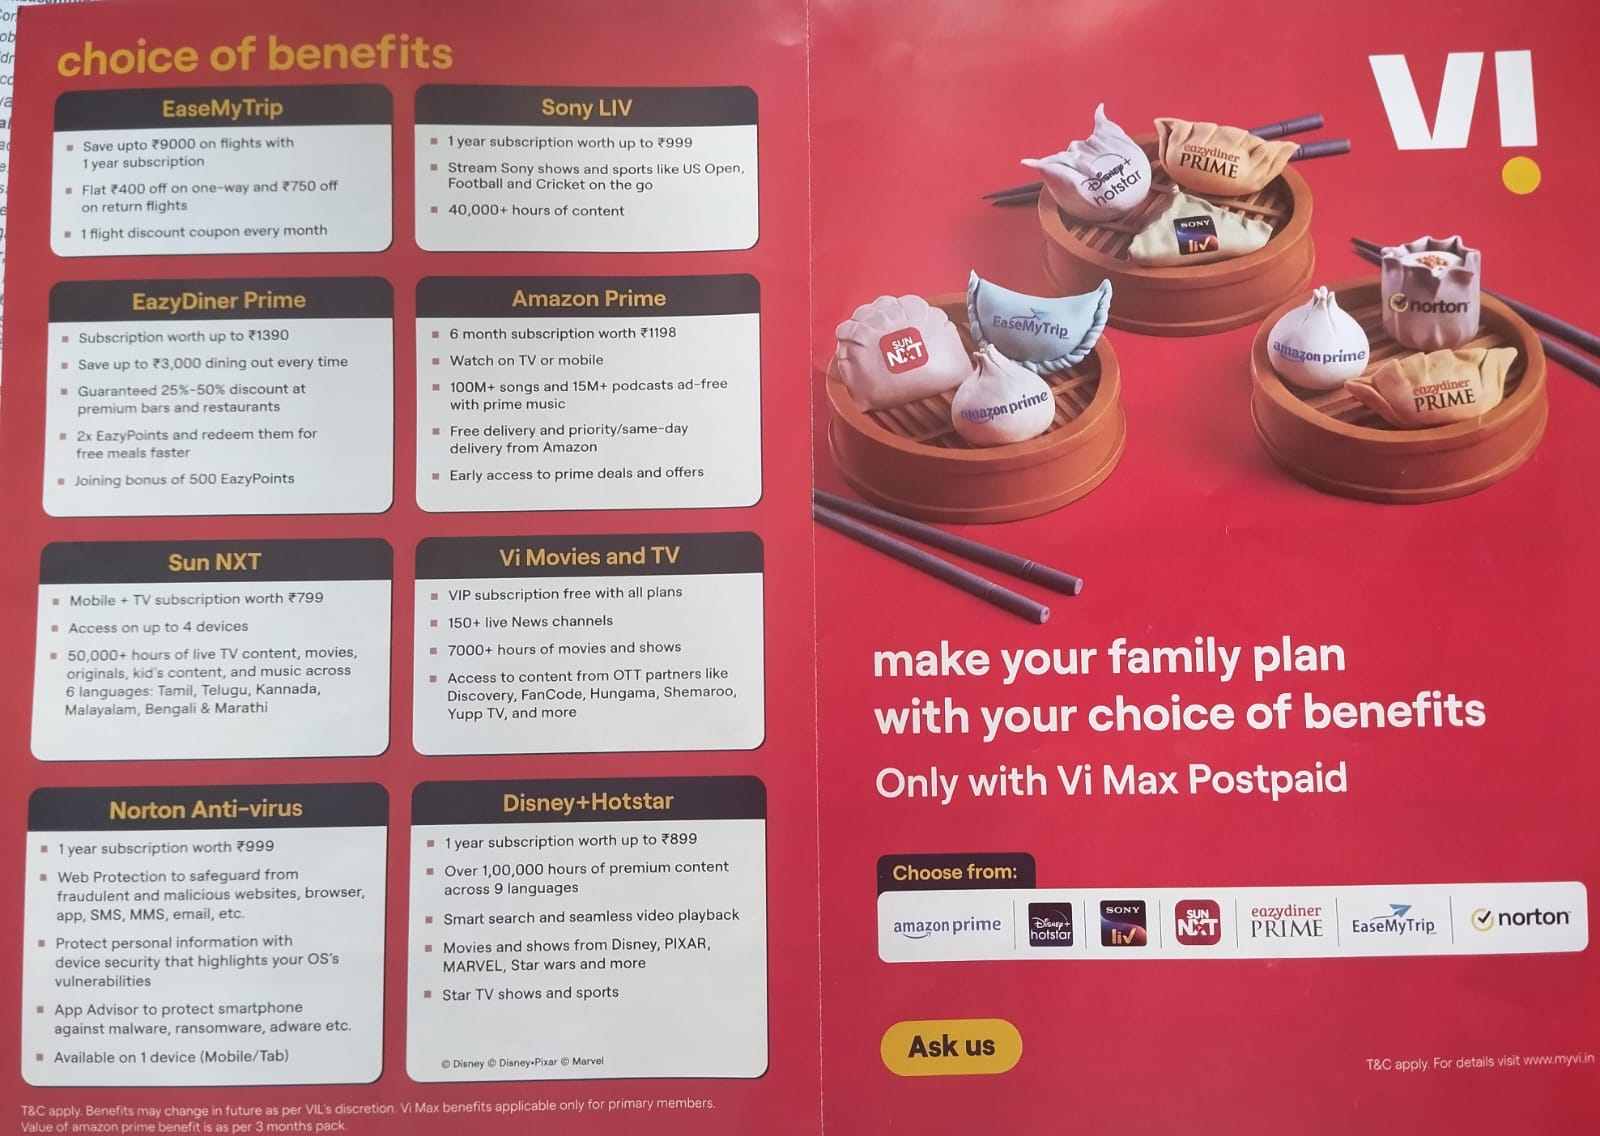 choice of benefits
EaseMyTrip
Save upto ₹9000 on flights with
1 year subscription
Flat ₹400 off on one-way and ₹750 off
on return flights
1 flight discount coupon every month
Sony LIV
1 year subscription worth up to ₹999
Stream Sony shows and sports like US Open,
Football and Cricket on the go
40,000+ hours of content
EazyDiner Prime
Subscription worth up to ₹1390
Save up to ₹3,000 dining out every time
Guaranteed 25%-50% discount at
premium bars and restaurants
2x EazyPoints and redeem them for
free meals faster
Joining bonus of 500 EazyPoints
Amazon Prime
6 month subscription worth ₹1198
Watch on TV or mobile
100M+ songs and 15M+ podcasts ad-free
with prime music
Free delivery and priority/same-day
delivery from Amazon
Early access to prime deals and offers
Sun NXT
Mobile + TV subscription worth ₹799
Access on up to 4 devices
50,000+ hours of live TV content, movies,
originals, kid's content, and music across
6 languages: Tamil, Telugu, Kannada,
Malayalam, Bengali & Marathi
Vi Movies and TV
VIP subscription free with all plans
150+ live News channels
7000+ hours of movies and shows
Access to content from OTT partners like
Discovery, FanCode, Hungama, Shemaroo,
Yupp TV, and more
Norton Anti-virus
1 year subscription worth ₹999
Web Protection to safeguard from
fraudulent and malicious websites, browser,
app, SMS, MMS, email, etc.
Protect personal information with
device security that highlights your OS's
vulnerabilities
App Advisor to protect smartphone
against malware, ransomware, adware etc.
Available on 1 device (Mobile/Tab)
Disney+Hotstar
1 year subscription worth up to ₹899
Over 1,00,000 hours of premium content
across 9 languages
Smart search and seamless video playback
Movies and shows from Disney, PIXAR,
MARVEL, Star wars and more
Star TV shows and sports
© Disney © Disney•Pixar © Marvel
T&C apply. Benefits may change in future as per VIL's discretion. Vi Max benefits applicable only for primary members.
Value of amazon prime benefit is as per 3 months pack.
VI
Disney+
hotstar
eazydiner
PRIME
SONY
liv
SUN
NXT
EaseMyTrip
amazon prime
norton
amazon prime
eazydiner
PRIME
make your family plan
with your choice of benefits
Only with Vi Max Postpaid
Choose from:
amazon prime
Disney+
hotstar
SONY
liv
SUN
NXT
eazydiner
PRIME
EaseMyTrip
norton
Ask us
T&C apply. For details visit www.myvi.in